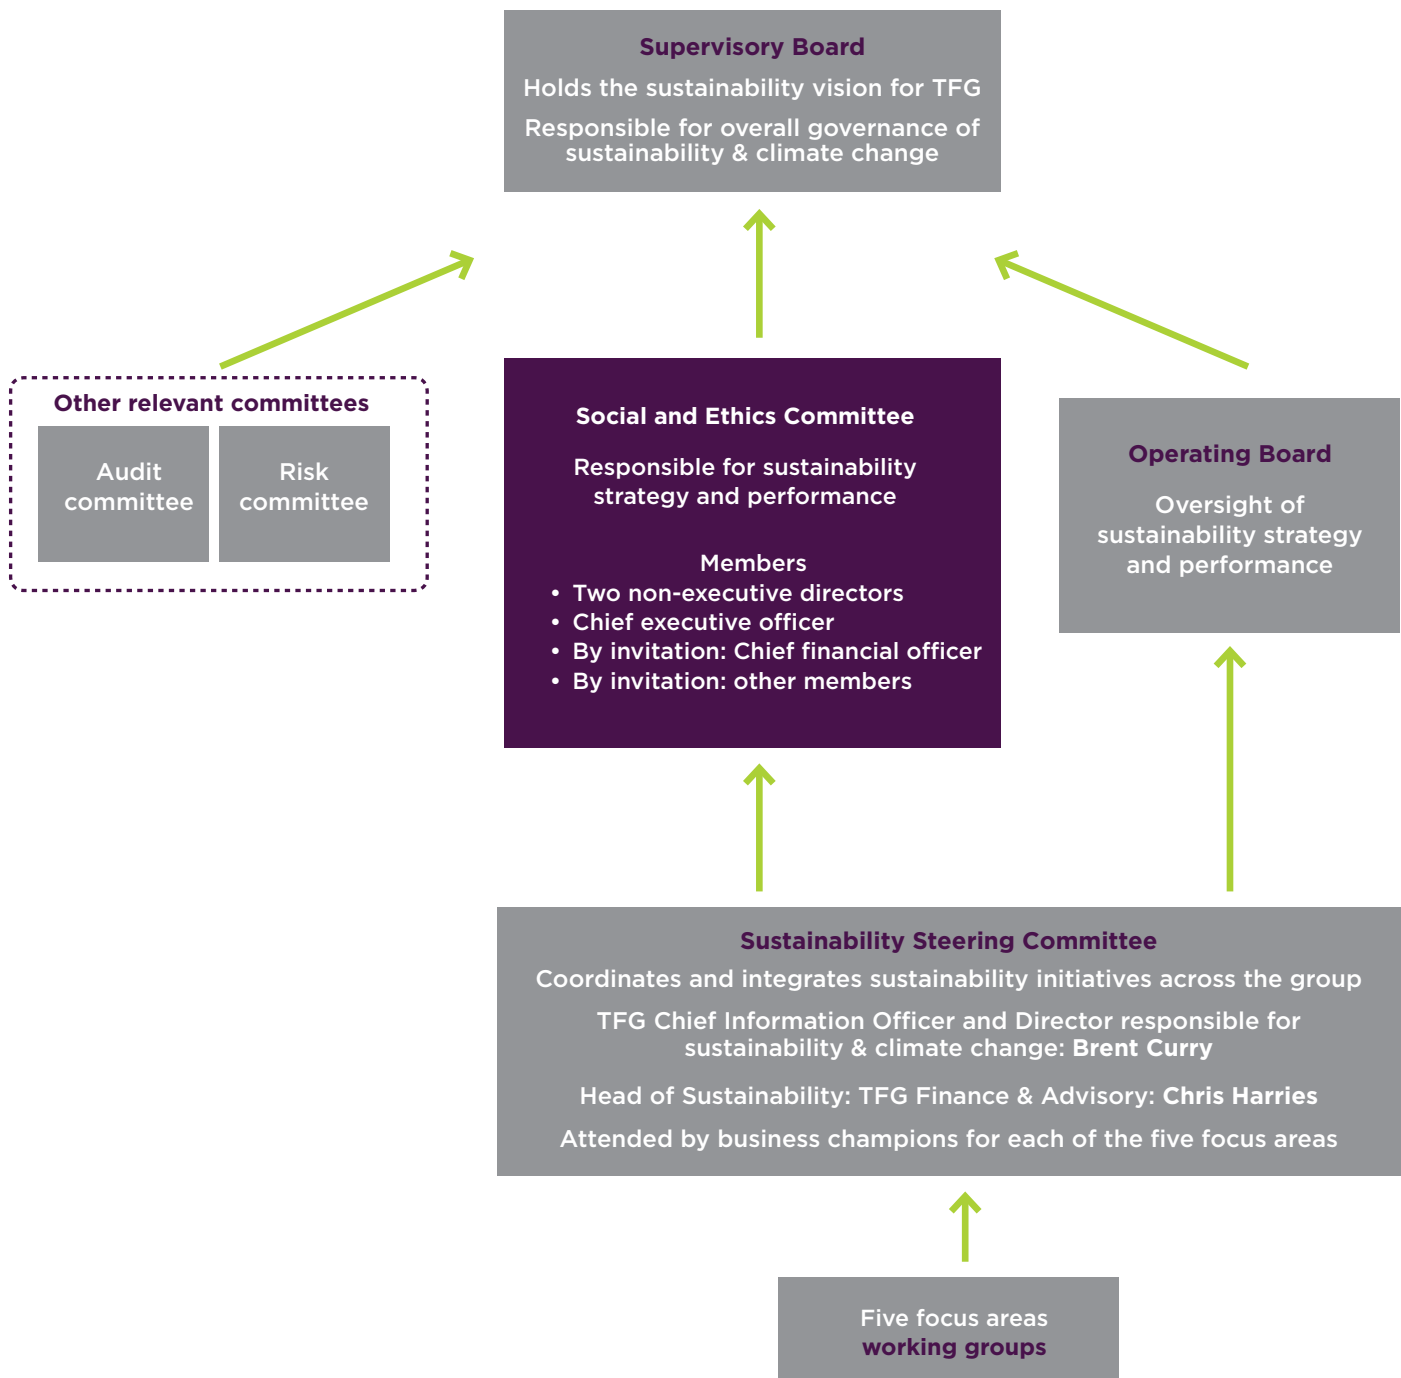 Supervisory Board
Holds the sustainability vision for TFG
Responsible for overall governance of
sustainability & climate change
Other relevant committees
Audit
committee
Risk
committee
Social and Ethics Committee
Responsible for sustainability
strategy and performance
Members
• Two non-executive directors
• Chief executive officer
• By invitation: Chief financial officer
• By invitation: other members
Operating Board
Oversight of
sustainability strategy
and performance
Sustainability Steering Committee
Coordinates and integrates sustainability initiatives across the group
TFG Chief Information Officer and Director responsible for
sustainability & climate change: Brent Curry
Head of Sustainability: TFG Finance & Advisory: Chris Harries
Attended by business champions for each of the five focus areas
Five focus areas
working groups